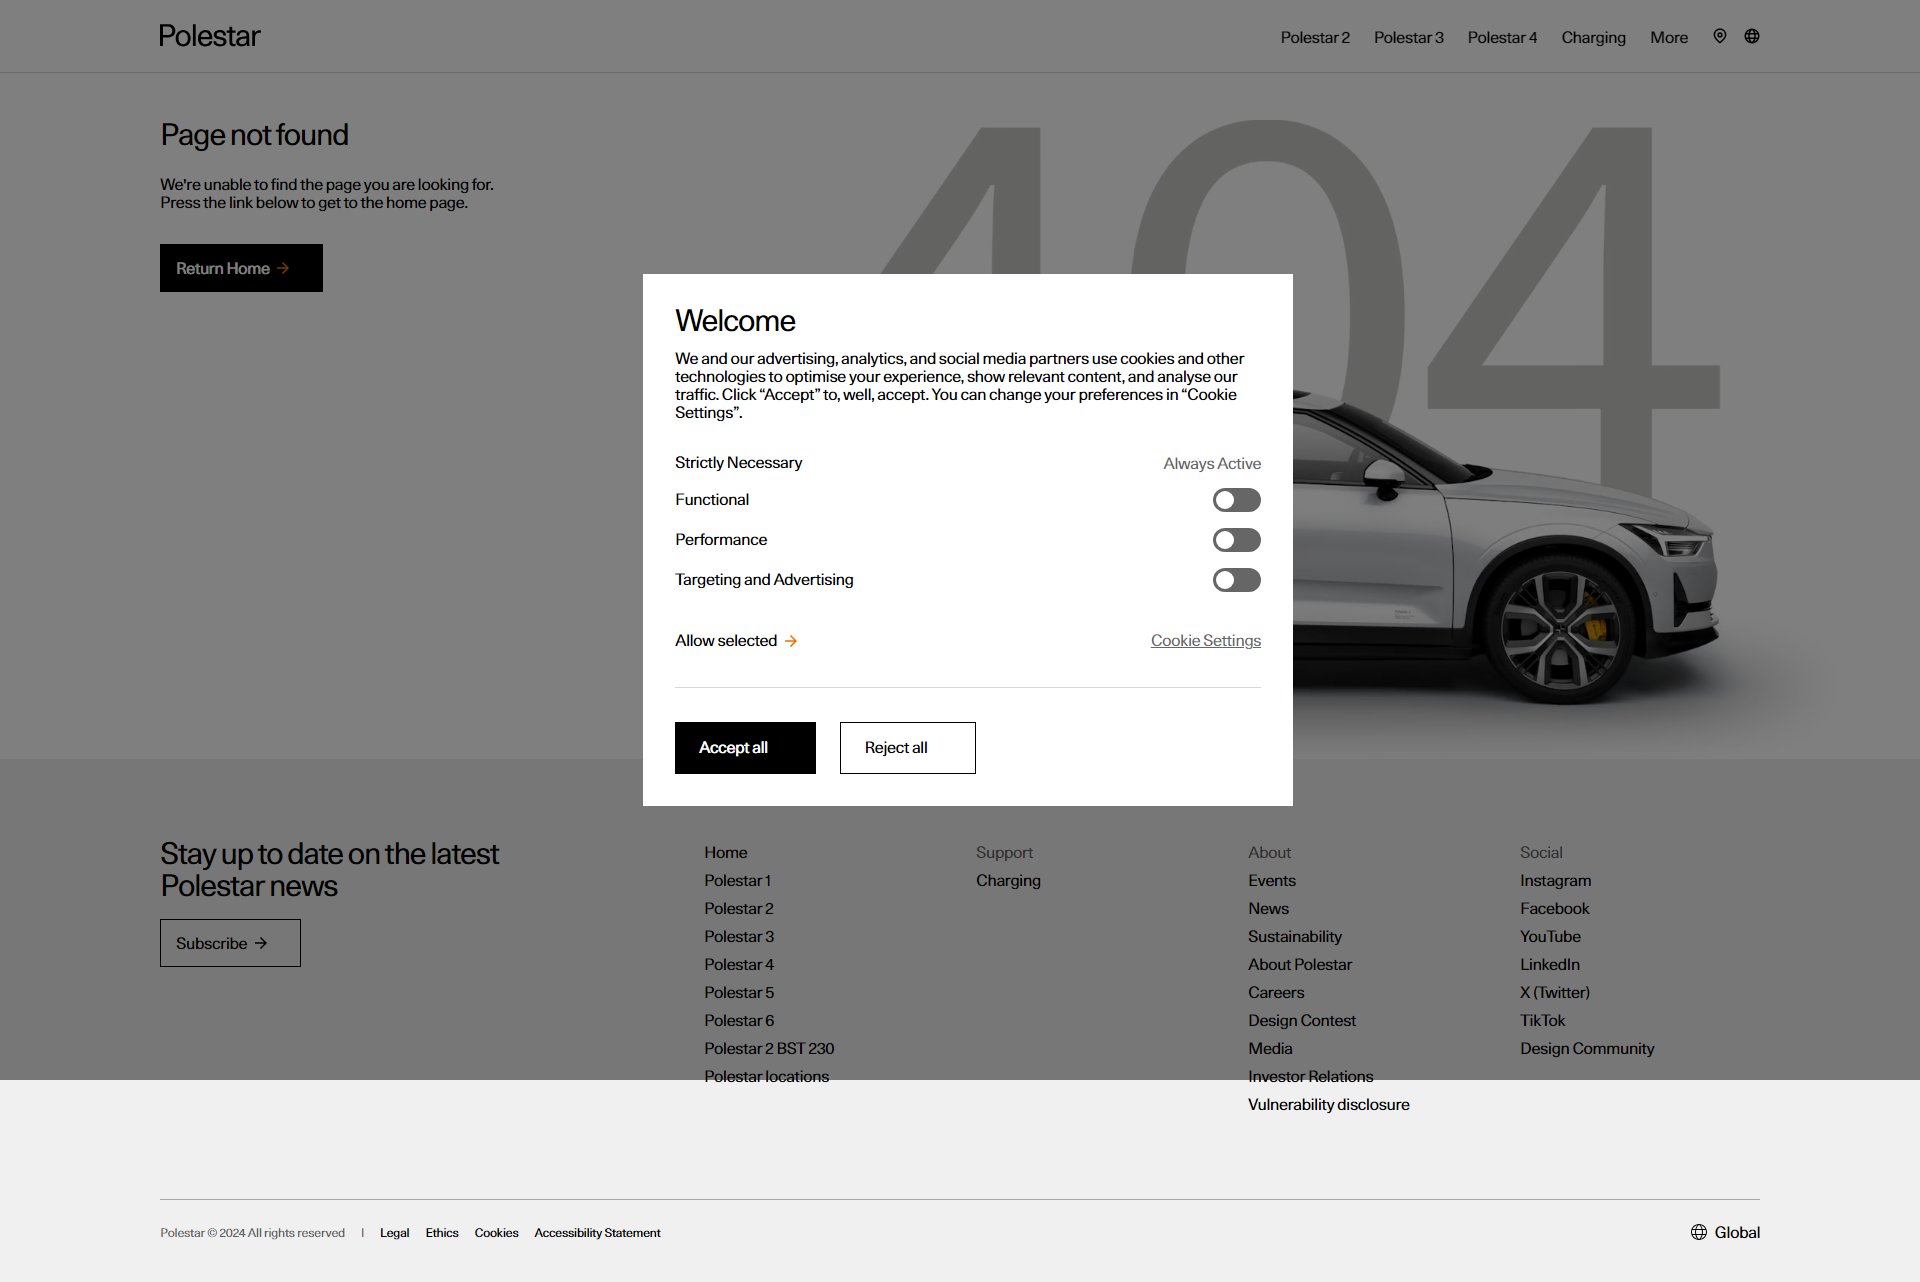 Polestar
Polestar 2
Polestar 3
Polestar 4
Charging
More
Page not found
We're unable to find the page you are looking for.
Press the link below to get to the home page.
Return Home
404
Welcome
We and our advertising, analytics, and social media partners use cookies and other
technologies to optimise your experience, show relevant content, and analyse our
traffic. Click “Accept” to, well, accept. You can change your preferences in “Cookie
Settings”.
Strictly Necessary
Always Active
Functional
Performance
Targeting and Advertising
Allow selected
Cookie Settings
Accept all
Reject all
Stay up to date on the latest
Polestar news
Subscribe
Home
Polestar 1
Polestar 2
Polestar 3
Polestar 4
Polestar 5
Polestar 6
Polestar 2 BST 230
Polestar locations
Support
Charging
About
Events
News
Sustainability
About Polestar
Careers
Design Contest
Media
Investor Relations
Vulnerability disclosure
Social
Instagram
Facebook
YouTube
LinkedIn
X (Twitter)
TikTok
Design Community
Polestar © 2024 All rights reserved | Legal Ethics Cookies Accessibility Statement
Global